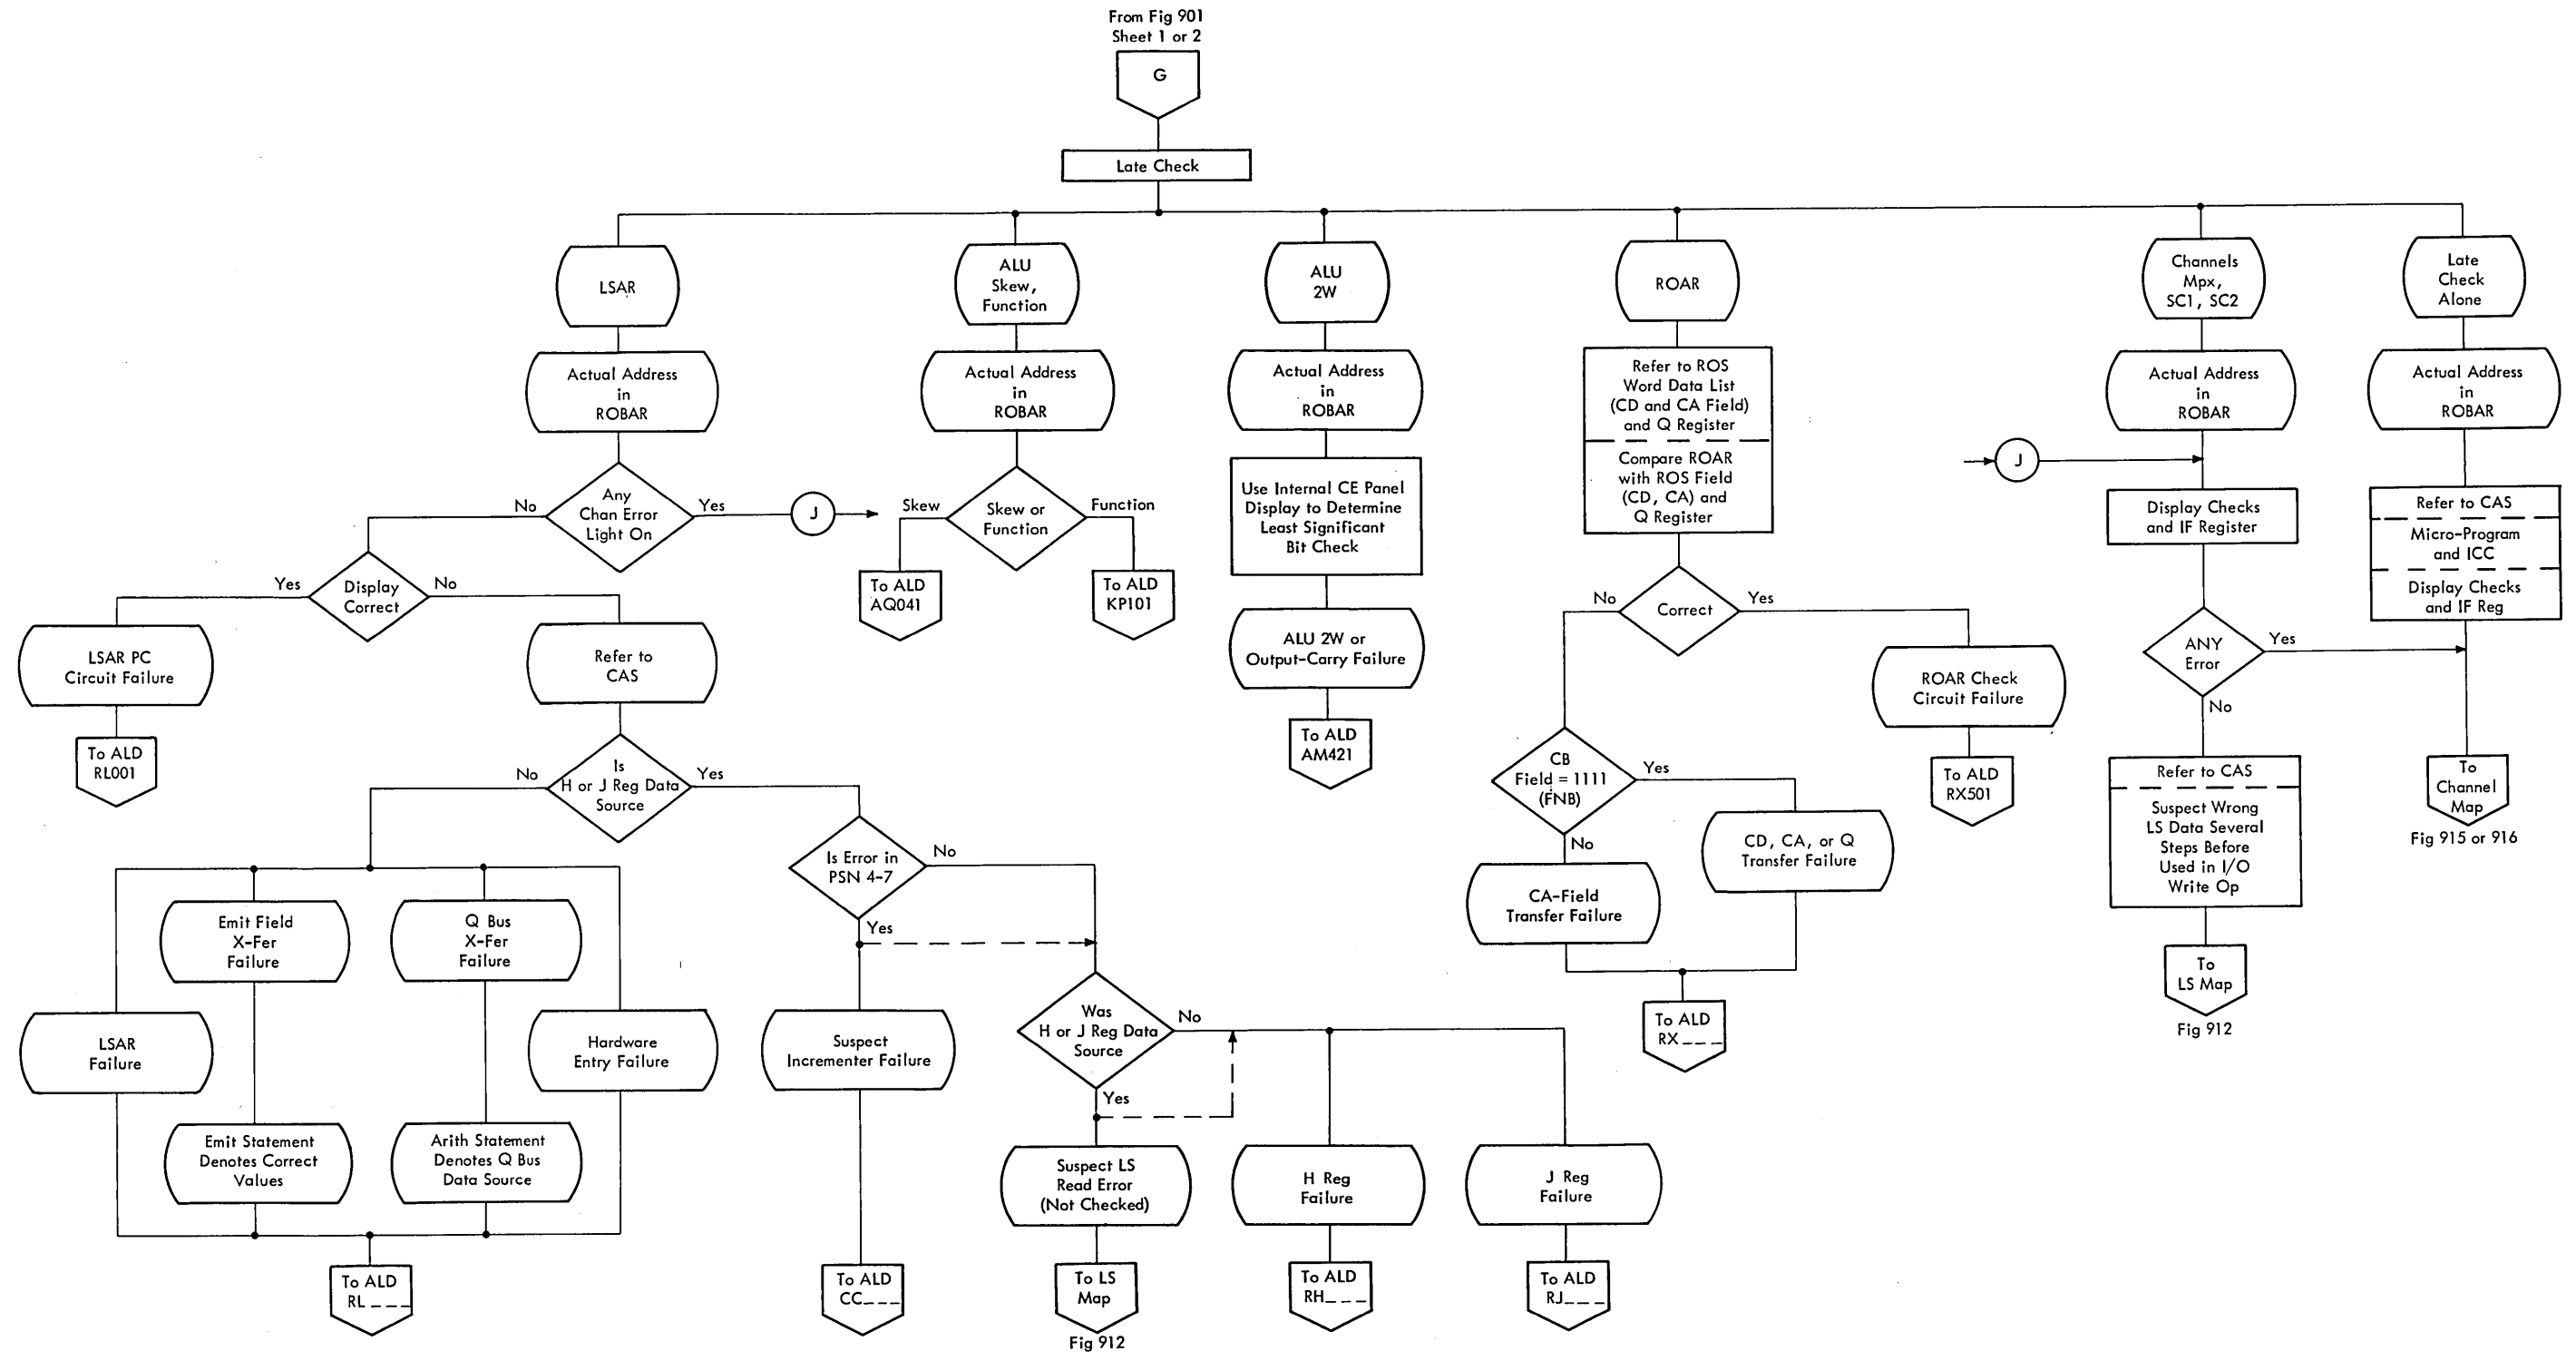 From Fig 901
Sheet 1 or 2
G
Late Check
LSAR
Actual Address
in
ROBAR
Any
Chan Error
Light On
No
Yes
J
Display
Correct
Yes
No
LSAR PC
Circuit Failure
To ALD
RL001
Refer to
CAS
Is
H or J Reg Data
Source
No
Yes
LSAR
Failure
Emit Field
X-Fer
Failure
Emit Statement
Denotes Correct
Values
Q Bus
X-Fer
Failure
Arith Statement
Denotes Q Bus
Data Source
Hardware
Entry Failure
To ALD
RL _ _ _
Is Error in
PSN 4-7
No
Yes
Suspect
Incrementer Failure
To ALD
CC_ _ _
Was
H or J Reg Data
Source
No
Yes
Suspect LS
Read Error
(Not Checked)
To LS
Map
Fig 912
H Reg
Failure
To ALD
RH_ _ _
J Reg
Failure
To ALD
RJ_ _ _
ALU
Skew,
Function
Actual Address
in
ROBAR
Skew or
Function
Skew
Function
To ALD
AQ041
To ALD
KP101
ALU
2W
Actual Address
in
ROBAR
Use Internal CE Panel
Display to Determine
Least Significant
Bit Check
ALU 2W or
Output-Carry Failure
To ALD
AM421
ROAR
Refer to ROS
Word Data List
(CD and CA Field)
and Q Register
Compare ROAR
with ROS Field
(CD, CA) and
Q Register
Correct
No
Yes
CB
Field = 1111
(FNB)
Yes
No
CA-Field
Transfer Failure
CD, CA, or Q
Transfer Failure
To ALD
RX _ _ _
ROAR Check
Circuit Failure
To ALD
RX501
Channels
Mpx,
SC1, SC2
Actual Address
in
ROBAR
J
Display Checks
and IF Register
ANY
Error
Yes
No
Refer to CAS
Suspect Wrong
LS Data Several
Steps Before
Used in I/O
Write Op
To
LS Map
Fig 912
Late
Check
Alone
Actual Address
in
ROBAR
Refer to CAS
Micro-Program
and ICC
Display Checks
and IF Reg
To
Channel
Map
Fig 915 or 916